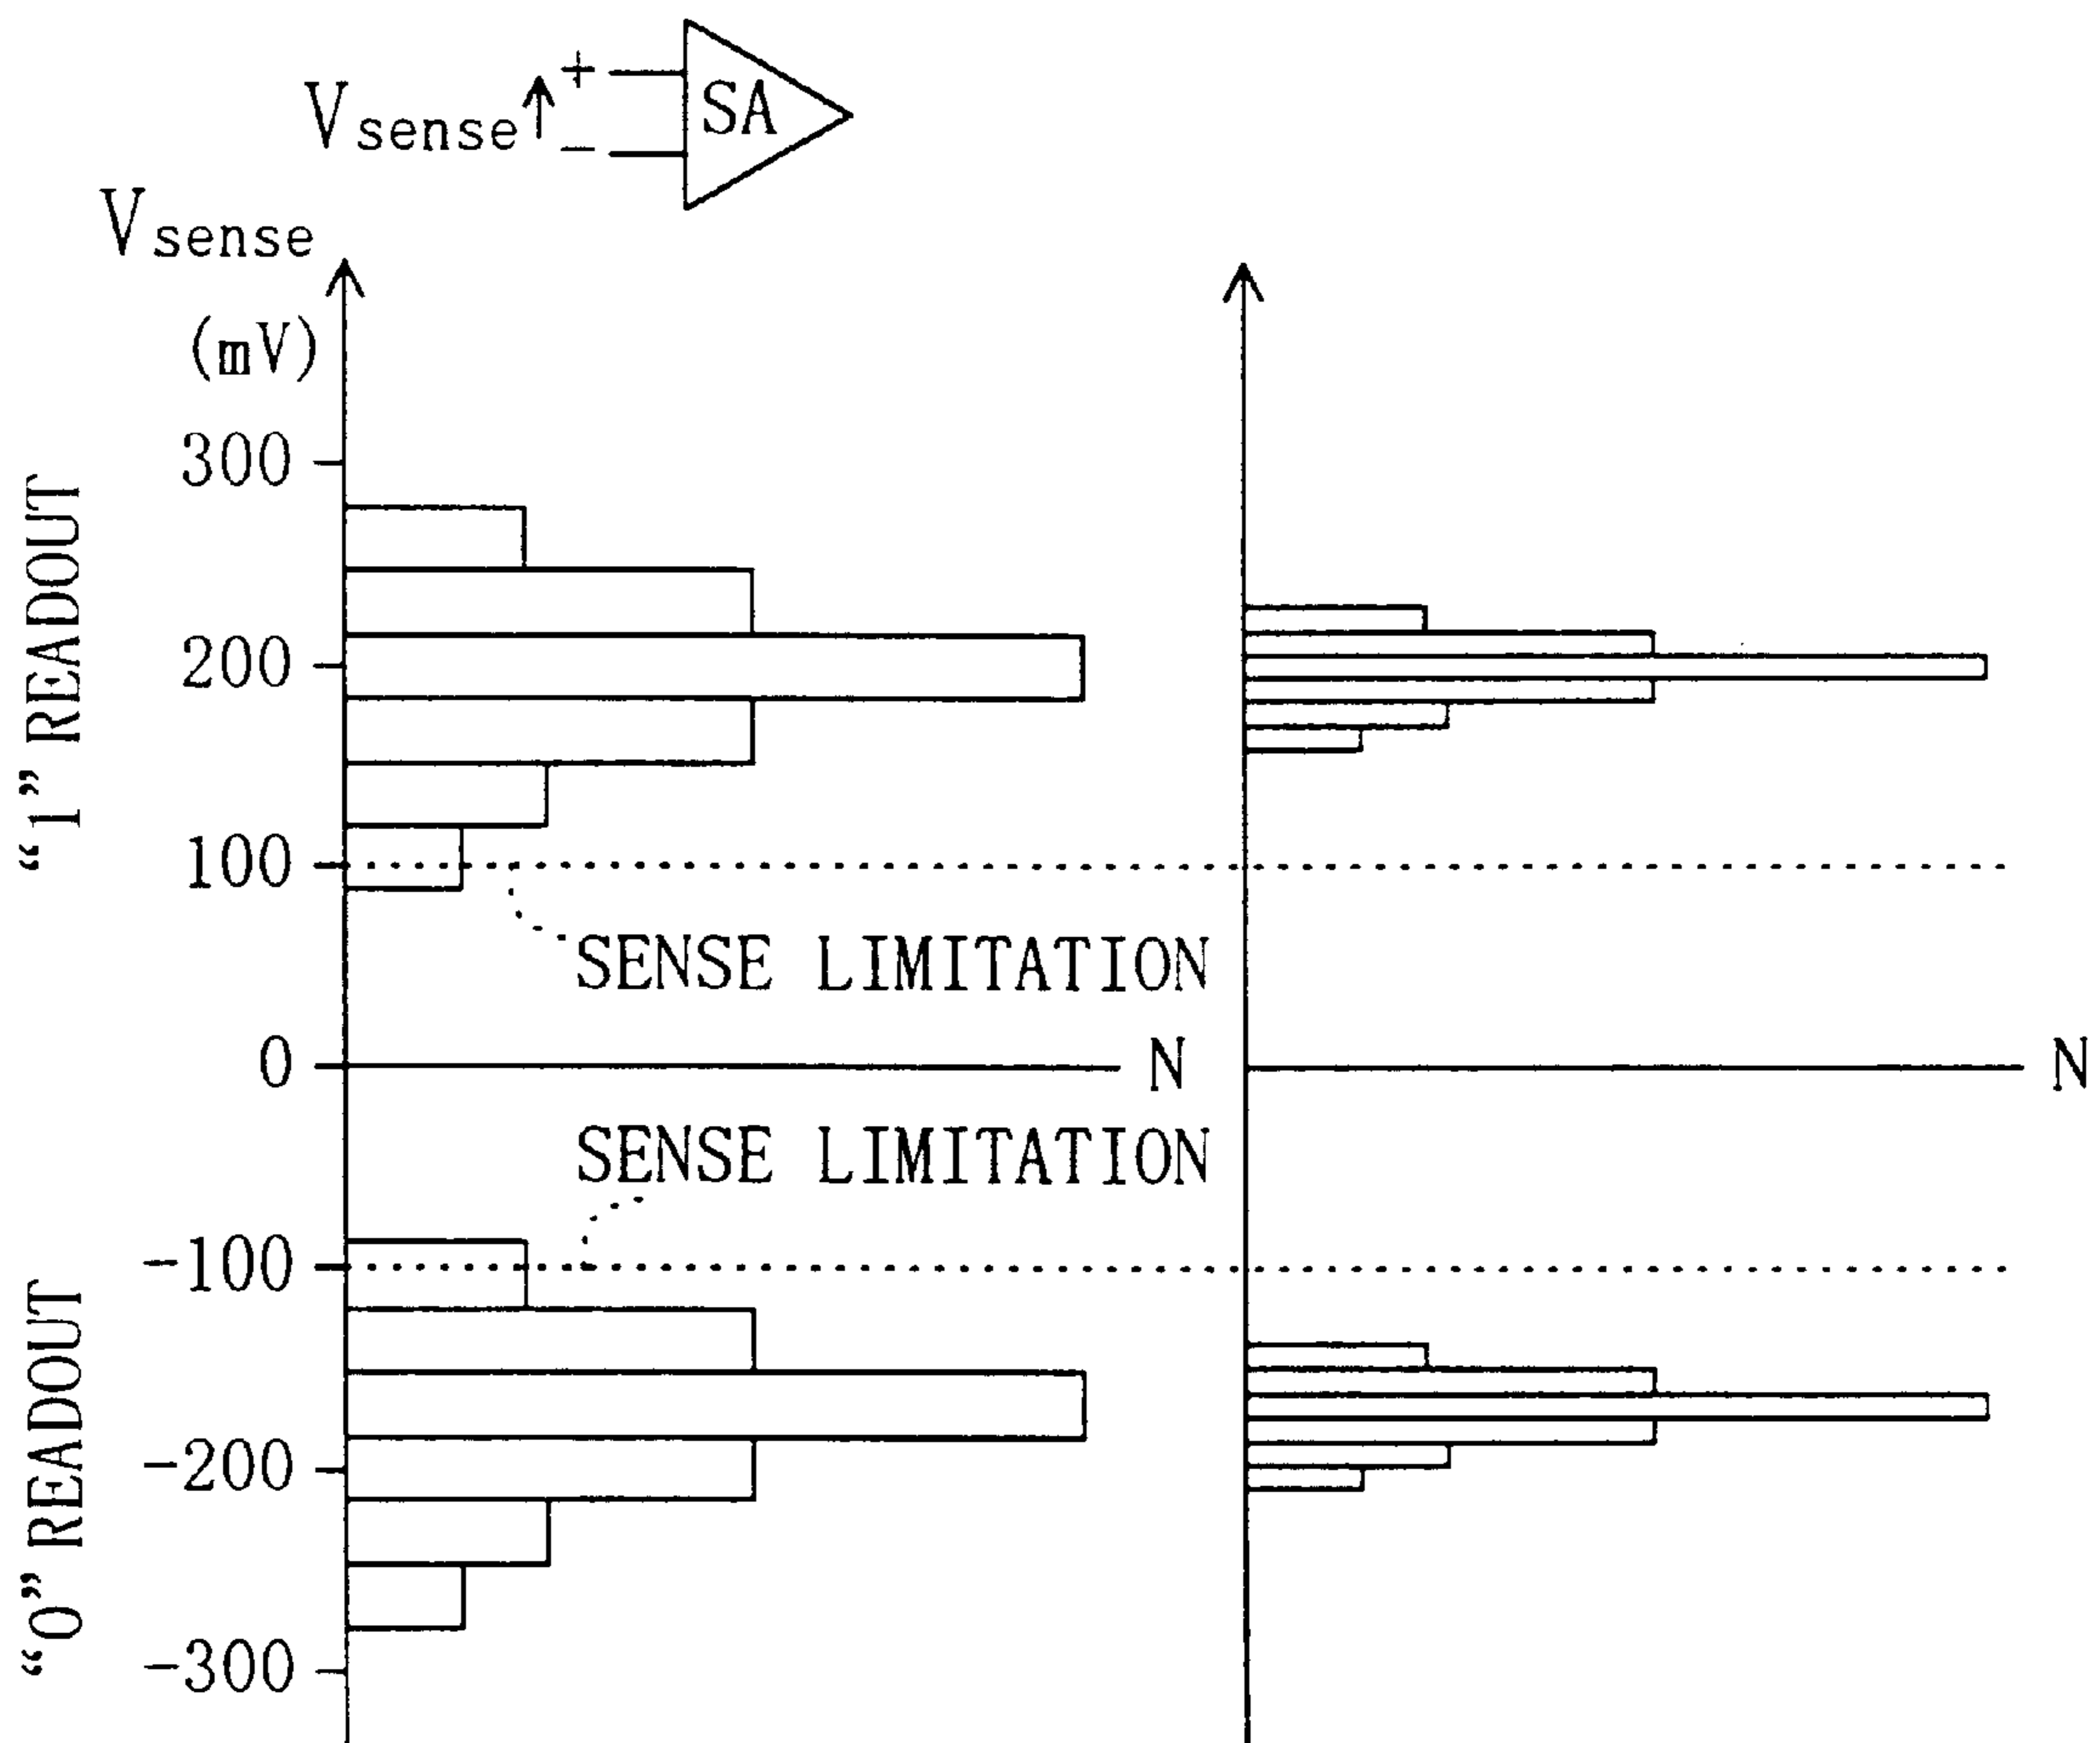 Vsense + − SA
Vsense
(mV)
300
200
100
0
-100
-200
-300
“1” READOUT
“0” READOUT
SENSE LIMITATION
N N
SENSE LIMITATION